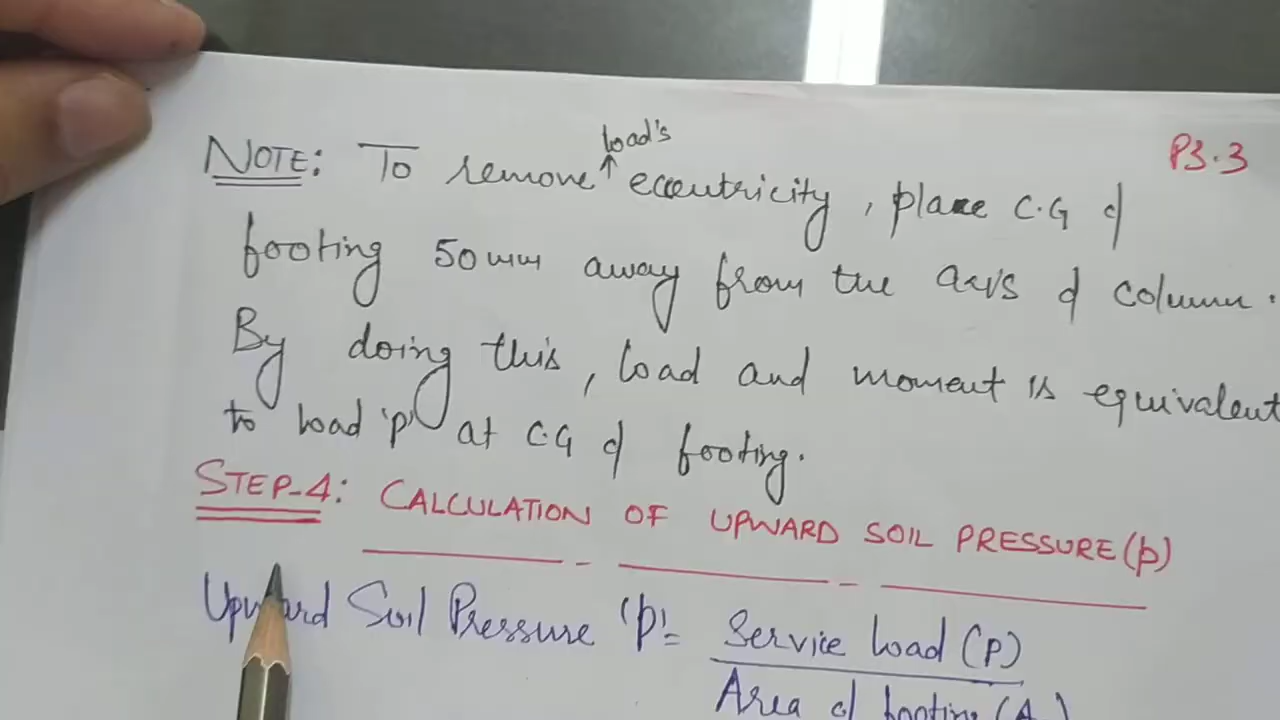 P3.3
NOTE: To remove load's eccentricity, place C.G of
footing 50mm away from the axis of column.
By doing this, load and moment is equivalent
to load 'p' at C.G of footing.
STEP-4: CALCULATION OF UPWARD SOIL PRESSURE(p)
Upward Soil Pressure 'p' = Service load (P)
Area of footing (A)